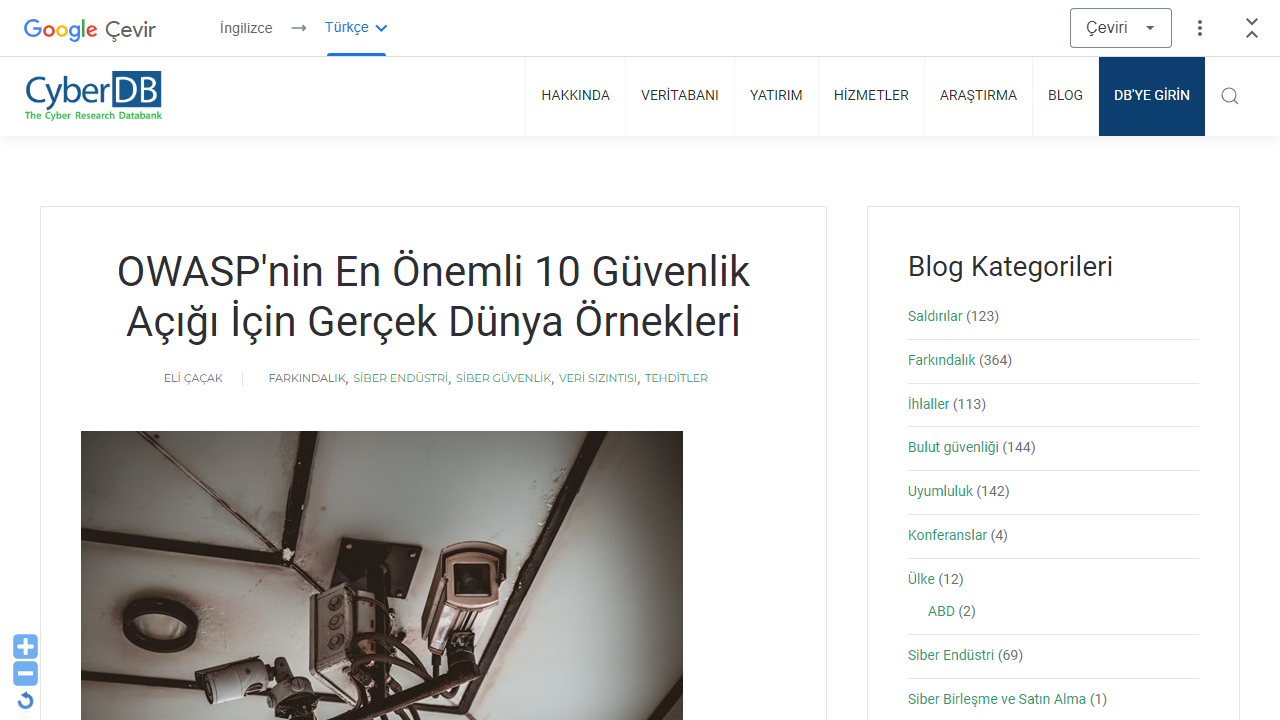 Google Çevir
İngilizce → Türkçe
Çeviri
CyberDB
The Cyber Research Databank
HAKKINDA VERİTABANI YATIRIM HİZMETLER ARAŞTIRMA BLOG DB'YE GİRİN
OWASP'nin En Önemli 10 Güvenlik
Açığı İçin Gerçek Dünya Örnekleri
ELİ ÇAÇAK FARKINDALIK, SİBER ENDÜSTRİ, SİBER GÜVENLİK, VERİ SIZINTISI, TEHDİTLER
Blog Kategorileri
Saldırılar (123)
Farkındalık (364)
İhlaller (113)
Bulut güvenliği (144)
Uyumluluk (142)
Konferanslar (4)
Ülke (12)
ABD (2)
Siber Endüstri (69)
Siber Birleşme ve Satın Alma (1)